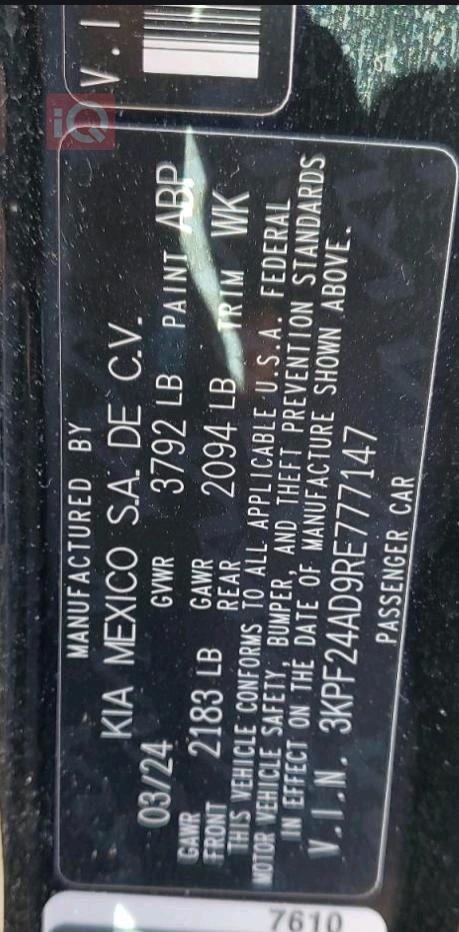 V.I
iQ
MANUFACTURED BY
KIA MEXICO S.A. DE C.V.
03/24 GVWR 3792 LB PAINT ABP
GAWR FRONT 2183 LB GAWR REAR 2094 LB TRIM WK
THIS VEHICLE CONFORMS TO ALL APPLICABLE U.S.A. FEDERAL
MOTOR VEHICLE SAFETY, BUMPER, AND THEFT PREVENTION STANDARDS
IN EFFECT ON THE DATE OF MANUFACTURE SHOWN ABOVE.
V.I.N. 3KPF24AD9RE777147
PASSENGER CAR
7610